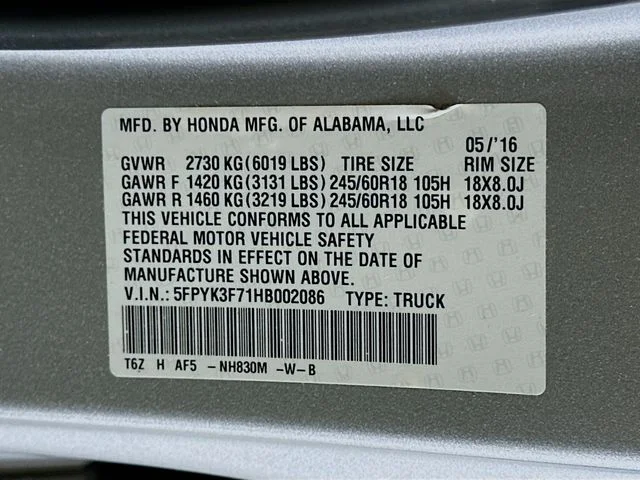 MFD. BY HONDA MFG. OF ALABAMA, LLC
05/'16
GVWR 2730 KG (6019 LBS) TIRE SIZE RIM SIZE
GAWR F 1420 KG (3131 LBS) 245/60R18 105H 18X8.0J
GAWR R 1460 KG (3219 LBS) 245/60R18 105H 18X8.0J
THIS VEHICLE CONFORMS TO ALL APPLICABLE
FEDERAL MOTOR VEHICLE SAFETY
STANDARDS IN EFFECT ON THE DATE OF
MANUFACTURE SHOWN ABOVE.
V.I.N.: 5FPYK3F71HB002086 TYPE: TRUCK
T6Z H AF5 -NH830M -W-B